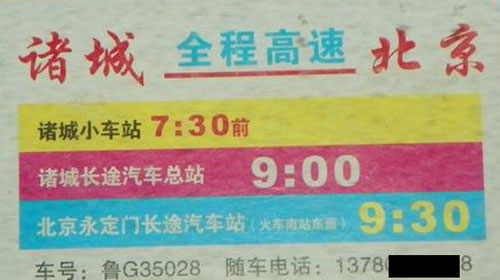 诸城 全程高速 北京
诸城小车站 7:30前
诸城长途汽车总站 9:00
北京永定门长途汽车站（火车南站东面） 9:30
车号：鲁G35028 随车电话：13780 8